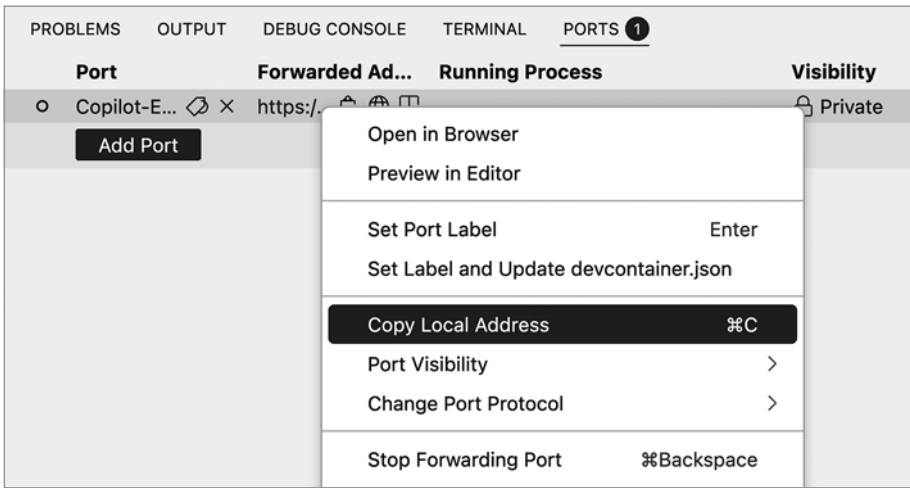 PROBLEMS OUTPUT DEBUG CONSOLE TERMINAL PORTS 1
Port Forwarded Ad... Running Process Visibility
Copilot-E... https:/... Private
Add Port
Open in Browser
Preview in Editor
Set Port Label Enter
Set Label and Update devcontainer.json
Copy Local Address ⌘C
Port Visibility
Change Port Protocol
Stop Forwarding Port ⌘Backspace